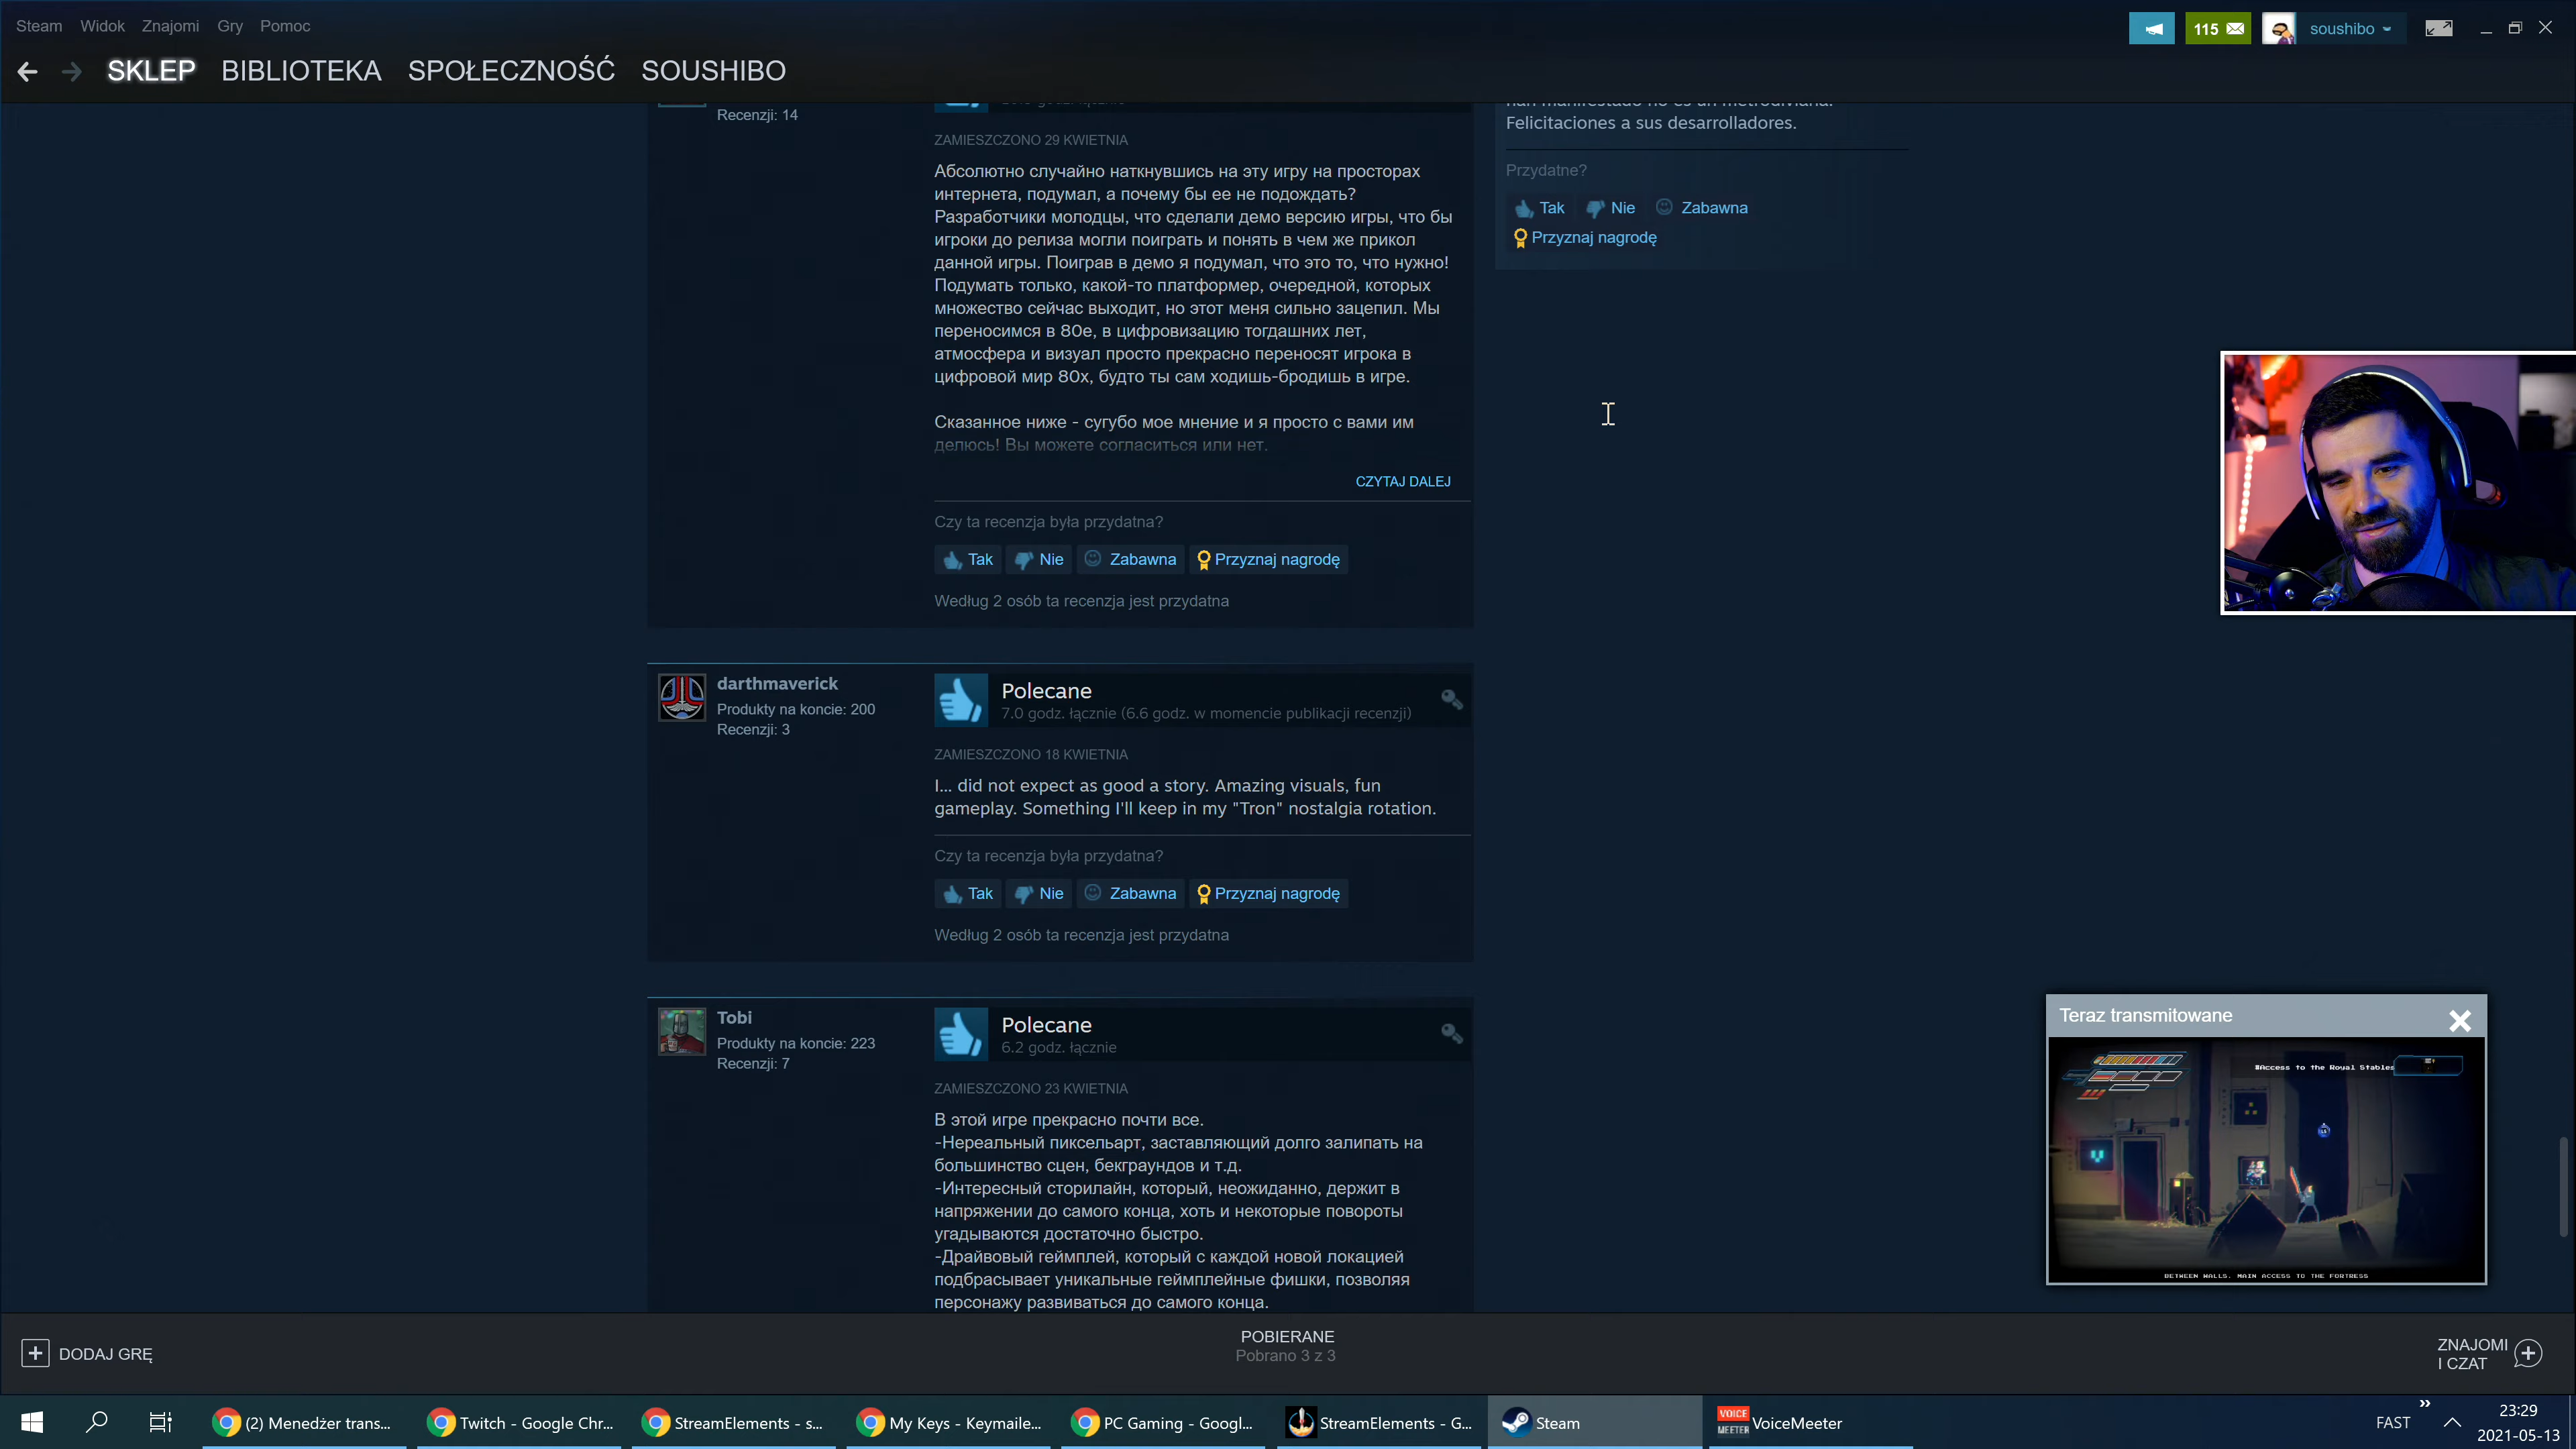 Steam Widok Znajomi Gry Pomoc
115 soushibo
SKLEP BIBLIOTEKA SPOŁECZNOŚĆ SOUSHIBO
Recenzji: 14
ZAMIESZCZONO 29 KWIETNIA
Абсолютно случайно наткнувшись на эту игру на просторах
интернета, подумал, а почему бы ее не подождать?
Разработчики молодцы, что сделали демо версию игры, что бы
игроки до релиза могли поиграть и понять в чем же прикол
данной игры. Поиграв в демо я подумал, что это то, что нужно!
Подумать только, какой-то платформер, очередной, которых
множество сейчас выходит, но этот меня сильно зацепил. Мы
переносимся в 80е, в цифровизацию тогдашних лет,
атмосфера и визуал просто прекрасно переносят игрока в
цифровой мир 80х, будто ты сам ходишь-бродишь в игре.
Сказанное ниже - сугубо мое мнение и я просто с вами им
делюсь! Вы можете согласиться или нет.
CZYTAJ DALEJ
Czy ta recenzja była przydatna?
Tak Nie Zabawna Przyznaj nagrodę
Według 2 osób ta recenzja jest przydatna
Felicitaciones a sus desarrolladores.
Przydatne?
Tak Nie Zabawna
Przyznaj nagrodę
darthmaverick
Produkty na koncie: 200
Recenzji: 3
Polecane
7.0 godz. łącznie (6.6 godz. w momencie publikacji recenzji)
ZAMIESZCZONO 18 KWIETNIA
I... did not expect as good a story. Amazing visuals, fun
gameplay. Something I'll keep in my "Tron" nostalgia rotation.
Czy ta recenzja była przydatna?
Tak Nie Zabawna Przyznaj nagrodę
Według 2 osób ta recenzja jest przydatna
Tobi
Produkty na koncie: 223
Recenzji: 7
Polecane
6.2 godz. łącznie
ZAMIESZCZONO 23 KWIETNIA
В этой игре прекрасно почти все.
-Нереальный пиксельарт, заставляющий долго залипать на
большинство сцен, бекграундов и т.д.
-Интересный сторилайн, который, неожиданно, держит в
напряжении до самого конца, хоть и некоторые повороты
угадываются достаточно быстро.
-Драйвовый геймплей, который с каждой новой локацией
подбрасывает уникальные геймплейные фишки, позволяя
персонажу развиваться до самого конца.
Teraz transmitowane
#Access to the Royal Stables
BETWEEN WALLS. MAIN ACCESS TO THE FORTRESS
DODAJ GRĘ
POBIERANE
Pobrano 3 z 3
ZNAJOMI
I CZAT
(2) Menedżer trans... Twitch - Google Chr... StreamElements - s... My Keys - Keymaile... PC Gaming - Googl... StreamElements - G... Steam VOICE MEETER VoiceMeeter
FAST
23:29
2021-05-13